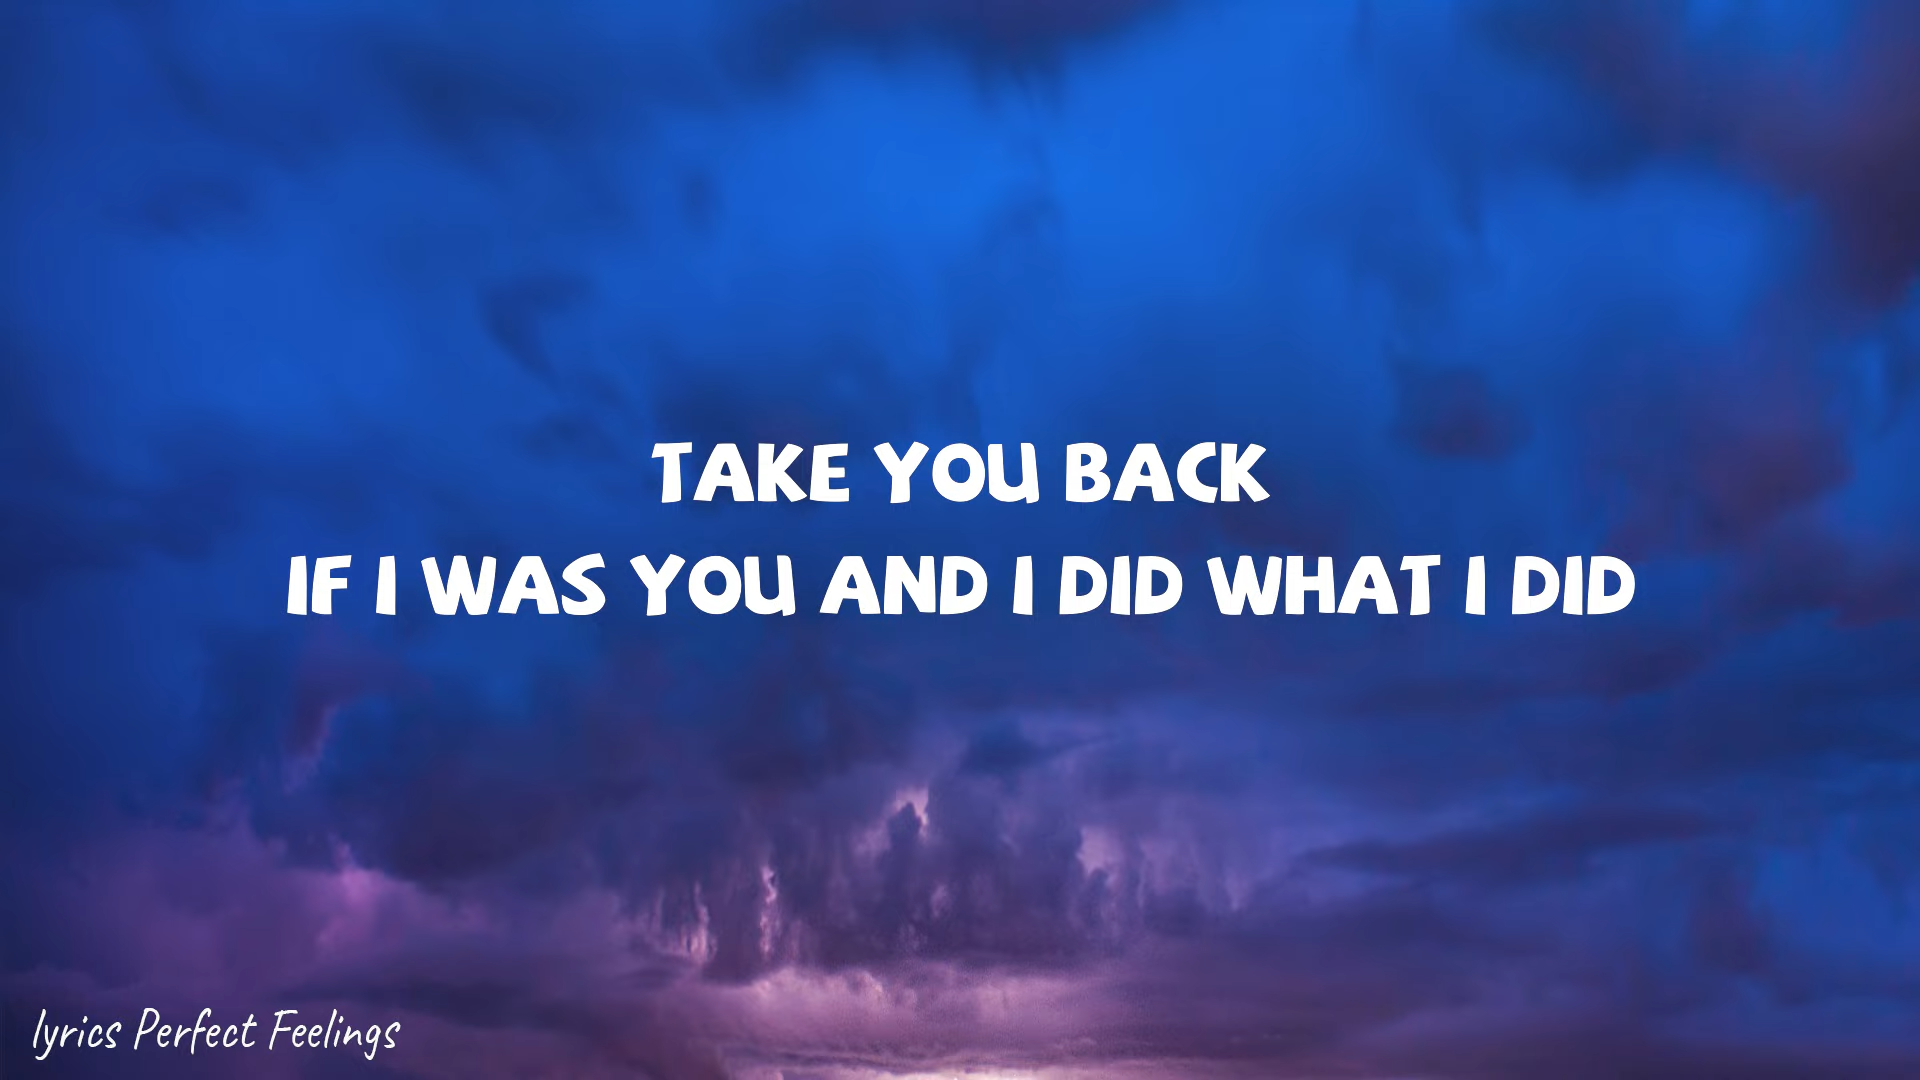 TAKE YOU BACK
IF I WAS YOU AND I DID WHAT I DID
lyrics Perfect Feelings